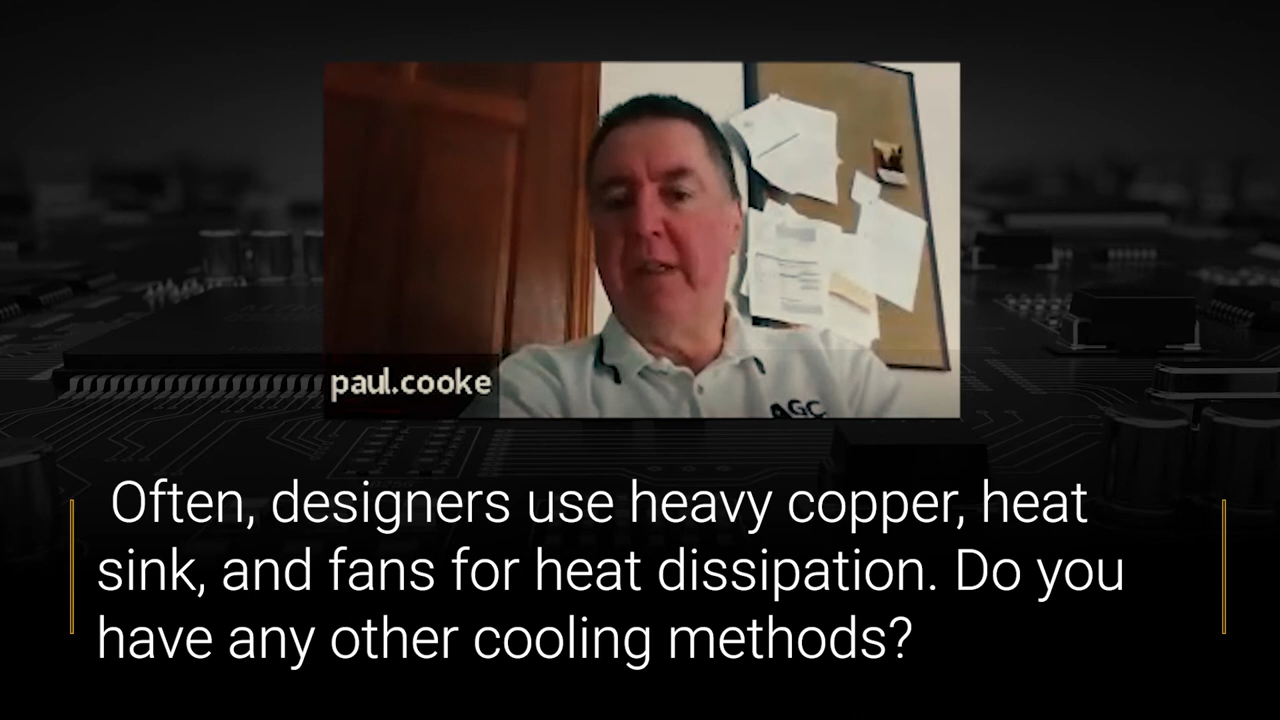 paul.cooke
AGC
Often, designers use heavy copper, heat
sink, and fans for heat dissipation. Do you
have any other cooling methods?